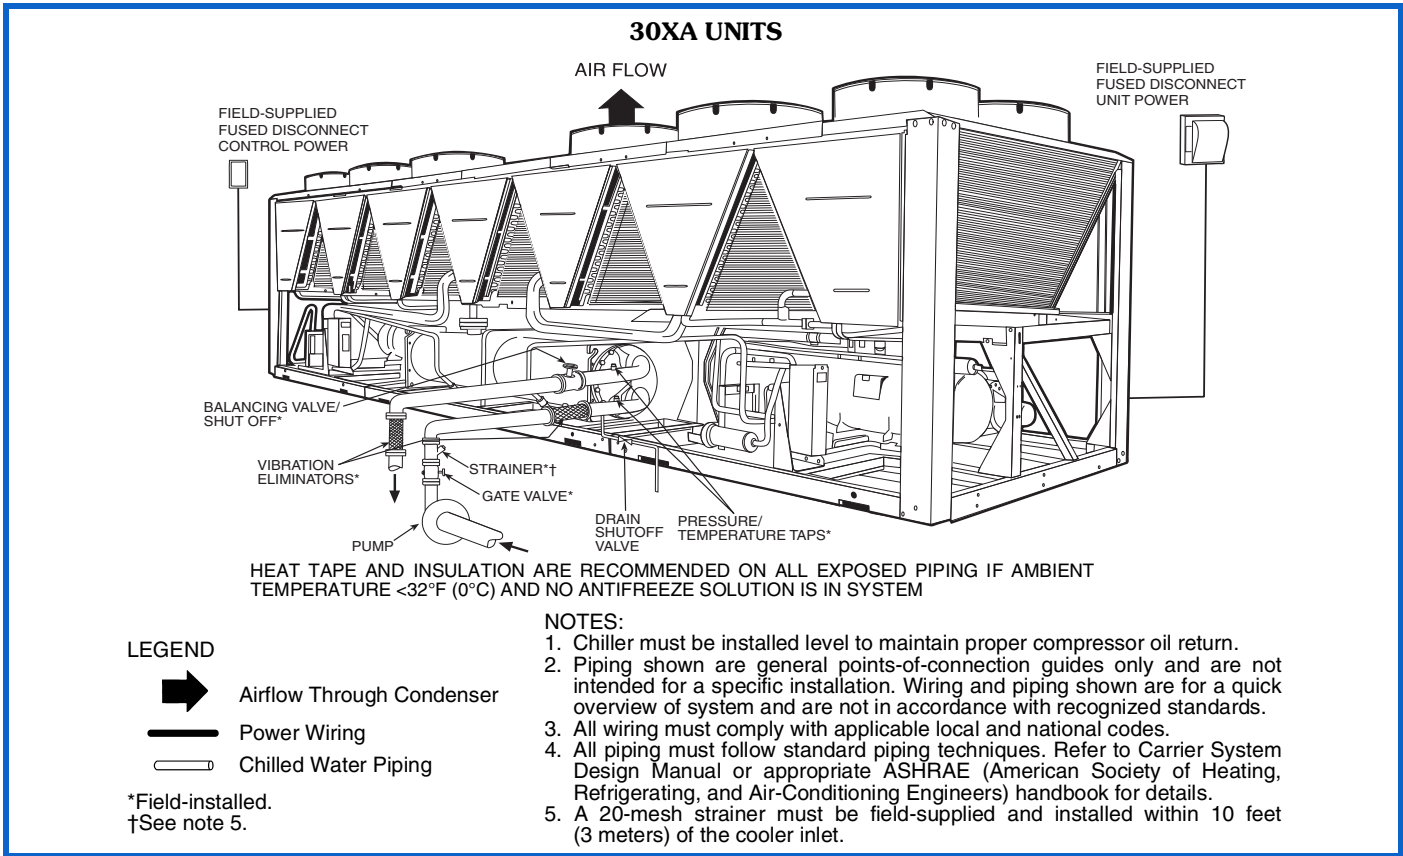 30XA UNITS
AIR FLOW
FIELD-SUPPLIED
FUSED DISCONNECT
UNIT POWER
FIELD-SUPPLIED
FUSED DISCONNECT
CONTROL POWER
BALANCING VALVE/
SHUT OFF*
VIBRATION
ELIMINATORS*
STRAINER*†
GATE VALVE*
PUMP
DRAIN
SHUTOFF
VALVE
PRESSURE/
TEMPERATURE TAPS*
HEAT TAPE AND INSULATION ARE RECOMMENDED ON ALL EXPOSED PIPING IF AMBIENT
TEMPERATURE <32°F (0°C) AND NO ANTIFREEZE SOLUTION IS IN SYSTEM
LEGEND
Airflow Through Condenser
Power Wiring
Chilled Water Piping
*Field-installed.
†See note 5.
NOTES:
1. Chiller must be installed level to maintain proper compressor oil return.
2. Piping shown are general points-of-connection guides only and are not
intended for a specific installation. Wiring and piping shown are for a quick
overview of system and are not in accordance with recognized standards.
3. All wiring must comply with applicable local and national codes.
4. All piping must follow standard piping techniques. Refer to Carrier System
Design Manual or appropriate ASHRAE (American Society of Heating,
Refrigerating, and Air-Conditioning Engineers) handbook for details.
5. A 20-mesh strainer must be field-supplied and installed within 10 feet
(3 meters) of the cooler inlet.